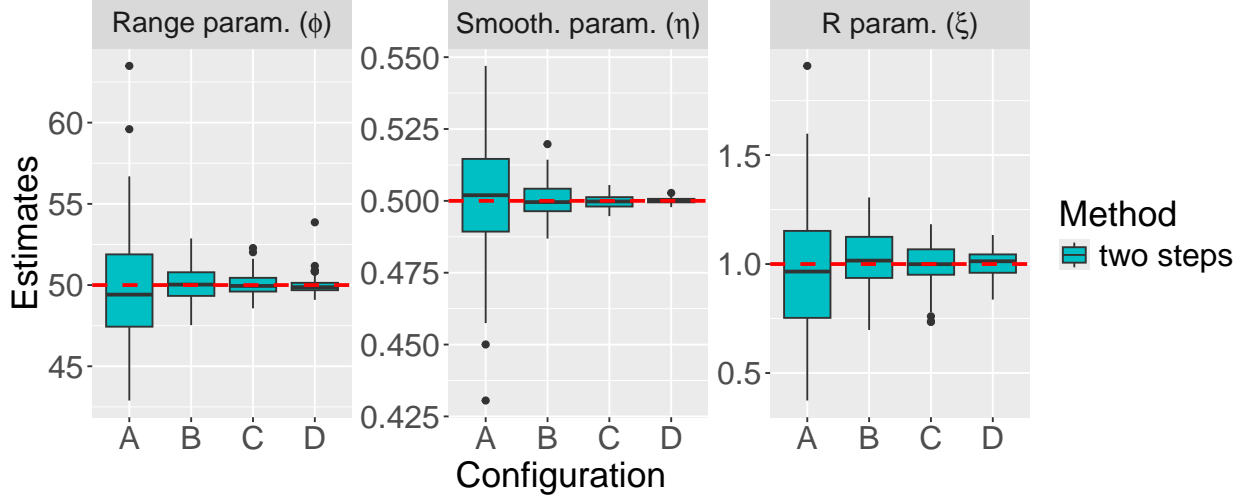 Range param. (ϕ)
Smooth. param. (η)
R param. (ξ)
Estimates
60
55
50
45
0.550
0.525
0.500
0.475
0.450
0.425
1.5
1.0
0.5
A B C D
A B C D
A B C D
Configuration
Method
two steps